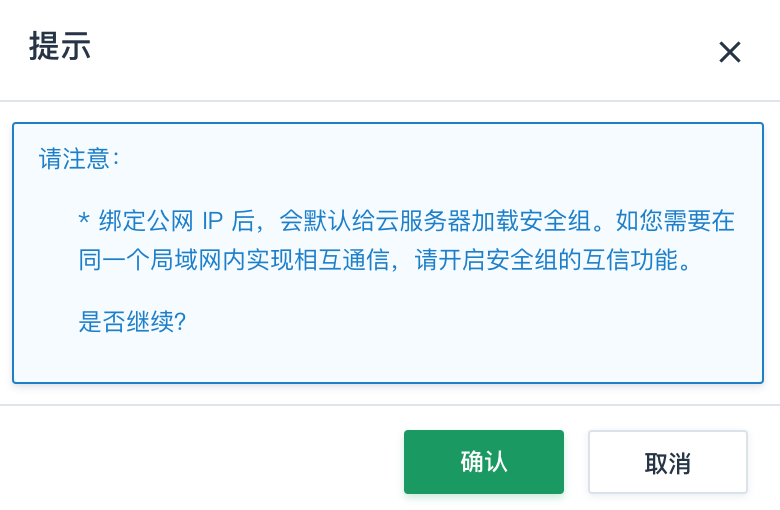 提示
请注意：
* 绑定公网 IP 后，会默认给云服务器加载安全组。如您需要在
同一个局域网内实现相互通信，请开启安全组的互信功能。
是否继续?
确认
取消